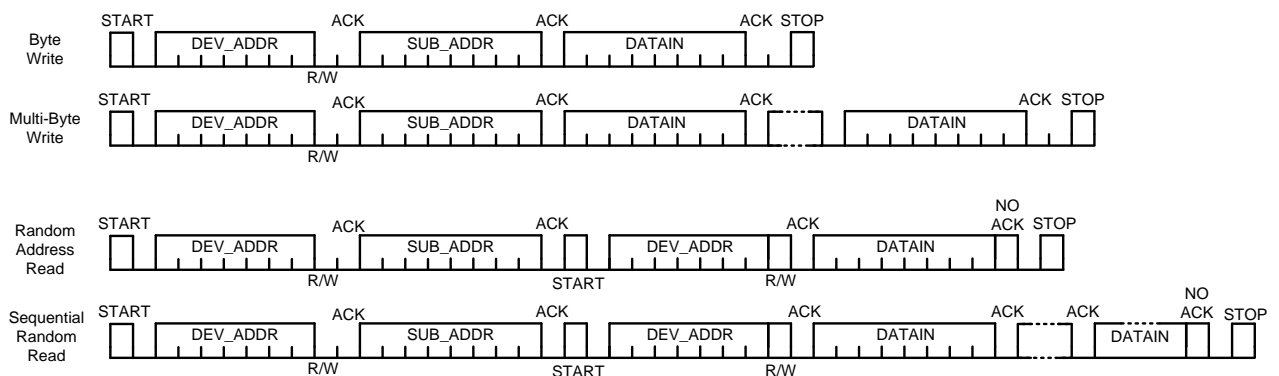 START ACK ACK ACK STOP
Byte
Write
DEV_ADDR SUB_ADDR DATAIN
R/W
START ACK ACK ACK ACK STOP
Multi-Byte
Write
DEV_ADDR SUB_ADDR DATAIN DATAIN
R/W
NO
START ACK ACK ACK ACK STOP
Random
Address
Read
DEV_ADDR SUB_ADDR DEV_ADDR DATAIN
R/W START R/W
NO
START ACK ACK ACK ACK ACK ACK STOP
Sequential
Random
Read
DEV_ADDR SUB_ADDR DEV_ADDR DATAIN DATAIN
R/W START R/W